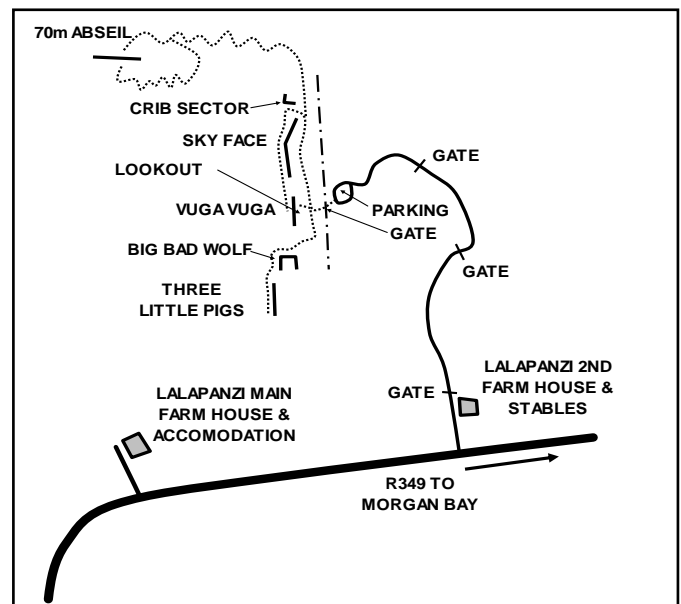 70m ABSEIL
CRIB SECTOR
SKY FACE
GATE
LOOKOUT
VUGA VUGA
PARKING
GATE
BIG BAD WOLF
GATE
THREE
LITTLE PIGS
LALAPANZI 2ND
FARM HOUSE &
STABLES
GATE
LALAPANZI MAIN
FARM HOUSE &
ACCOMODATION
R349 TO
MORGAN BAY